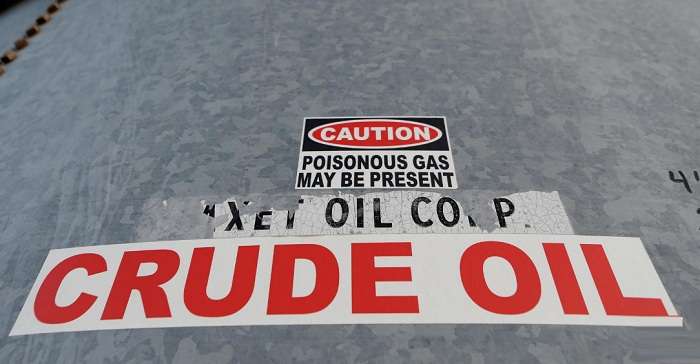 CAUTION
POISONOUS GAS
MAY BE PRESENT
OIL
CRUDE OIL